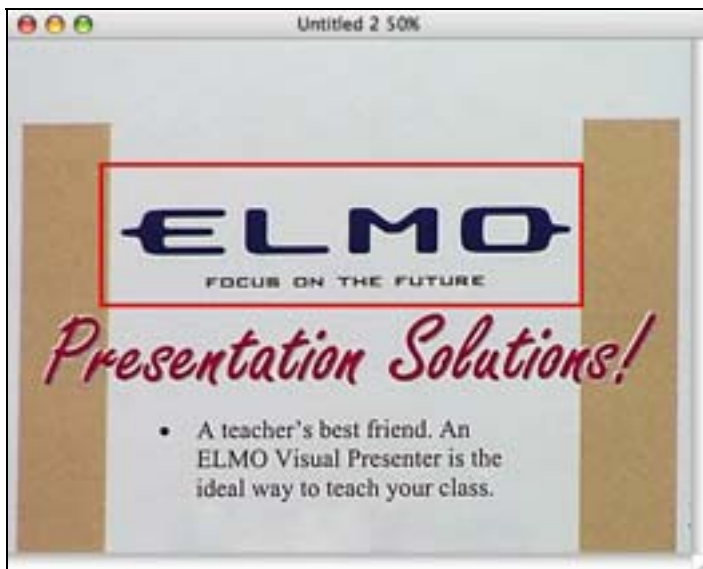 Untitled 2 50%
ELMO
FOCUS ON THE FUTURE
Presentation Solutions!
• A teacher's best friend. An
ELMO Visual Presenter is the
ideal way to teach your class.